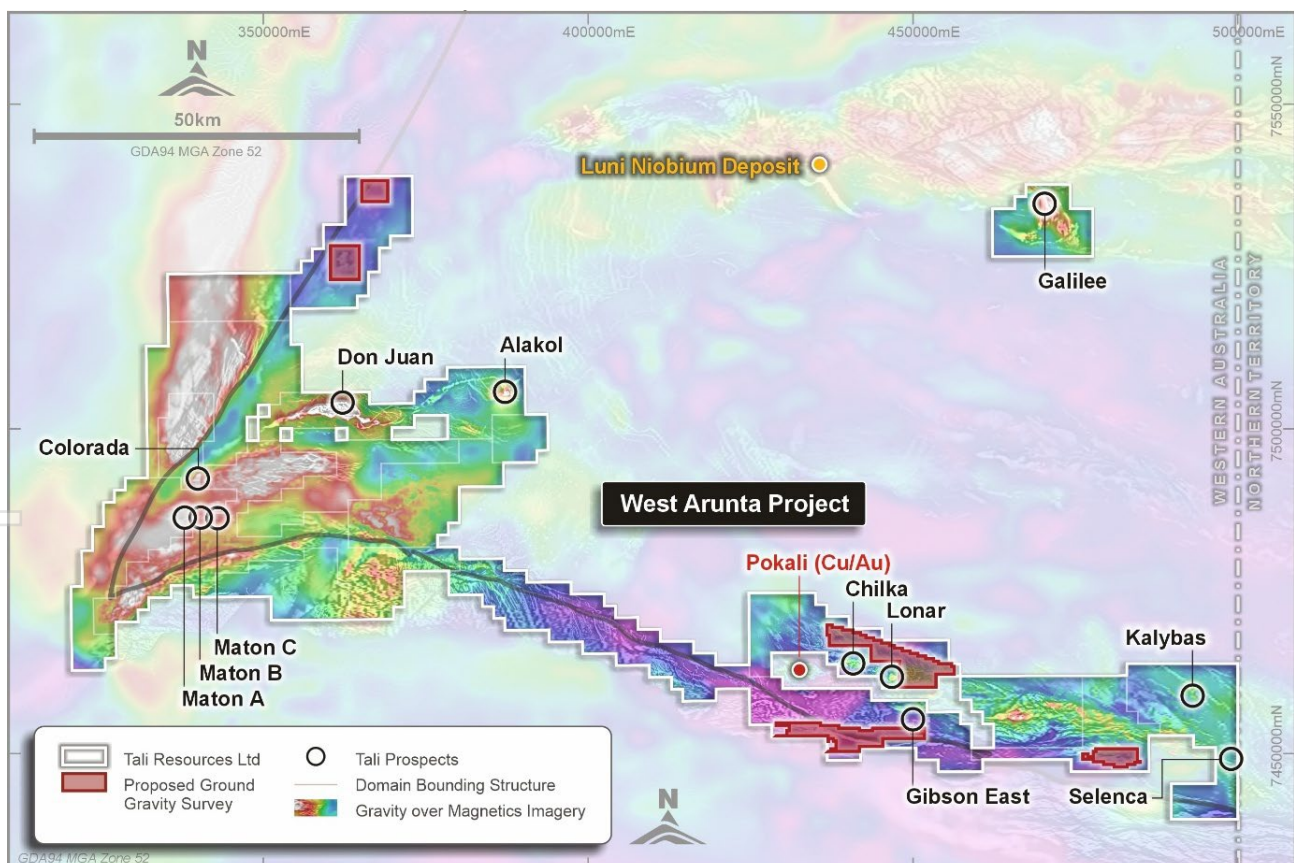 350000mE
400000mE
450000mE
500000mE
N
50km
GDA94 MGA Zone 52
7550000mN
Luni Niobium Deposit
Galilee
WESTERN AUSTRALIA
NORTHERN TERRITORY
Don Juan
Alakol
Colorada
7500000mN
West Arunta Project
Pokali (Cu/Au)
Chilka
Lonar
Kalybas
Maton C
Maton B
Maton A
7450000mN
Gibson East
Selenca
Tali Resources Ltd
Proposed Ground
Gravity Survey
Tali Prospects
Domain Bounding Structure
Gravity over Magnetics Imagery
N
GDA94 MGA Zone 52